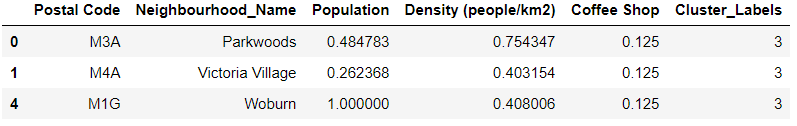 Postal Code Neighbourhood_Name Population Density (people/km2) Coffee Shop Cluster_Labels
0 M3A Parkwoods 0.484783 0.754347 0.125 3
1 M4A Victoria Village 0.262368 0.403154 0.125 3
4 M1G Woburn 1.000000 0.408006 0.125 3